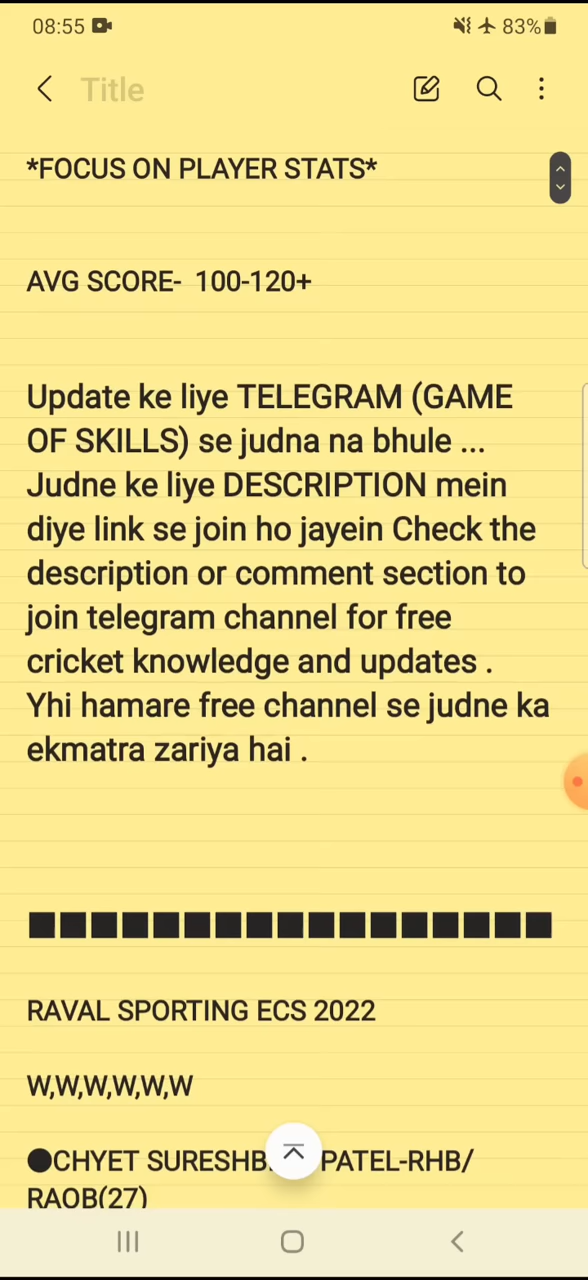 08:55
83%
Title
*FOCUS ON PLAYER STATS*
AVG SCORE- 100-120+
Update ke liye TELEGRAM (GAME
OF SKILLS) se judna na bhule ...
Judne ke liye DESCRIPTION mein
diye link se join ho jayein Check the
description or comment section to
join telegram channel for free
cricket knowledge and updates .
Yhi hamare free channel se judne ka
ekmatra zariya hai .
RAVAL SPORTING ECS 2022
W,W,W,W,W,W
CHYET PATEL-RHB/
RAOB(27)